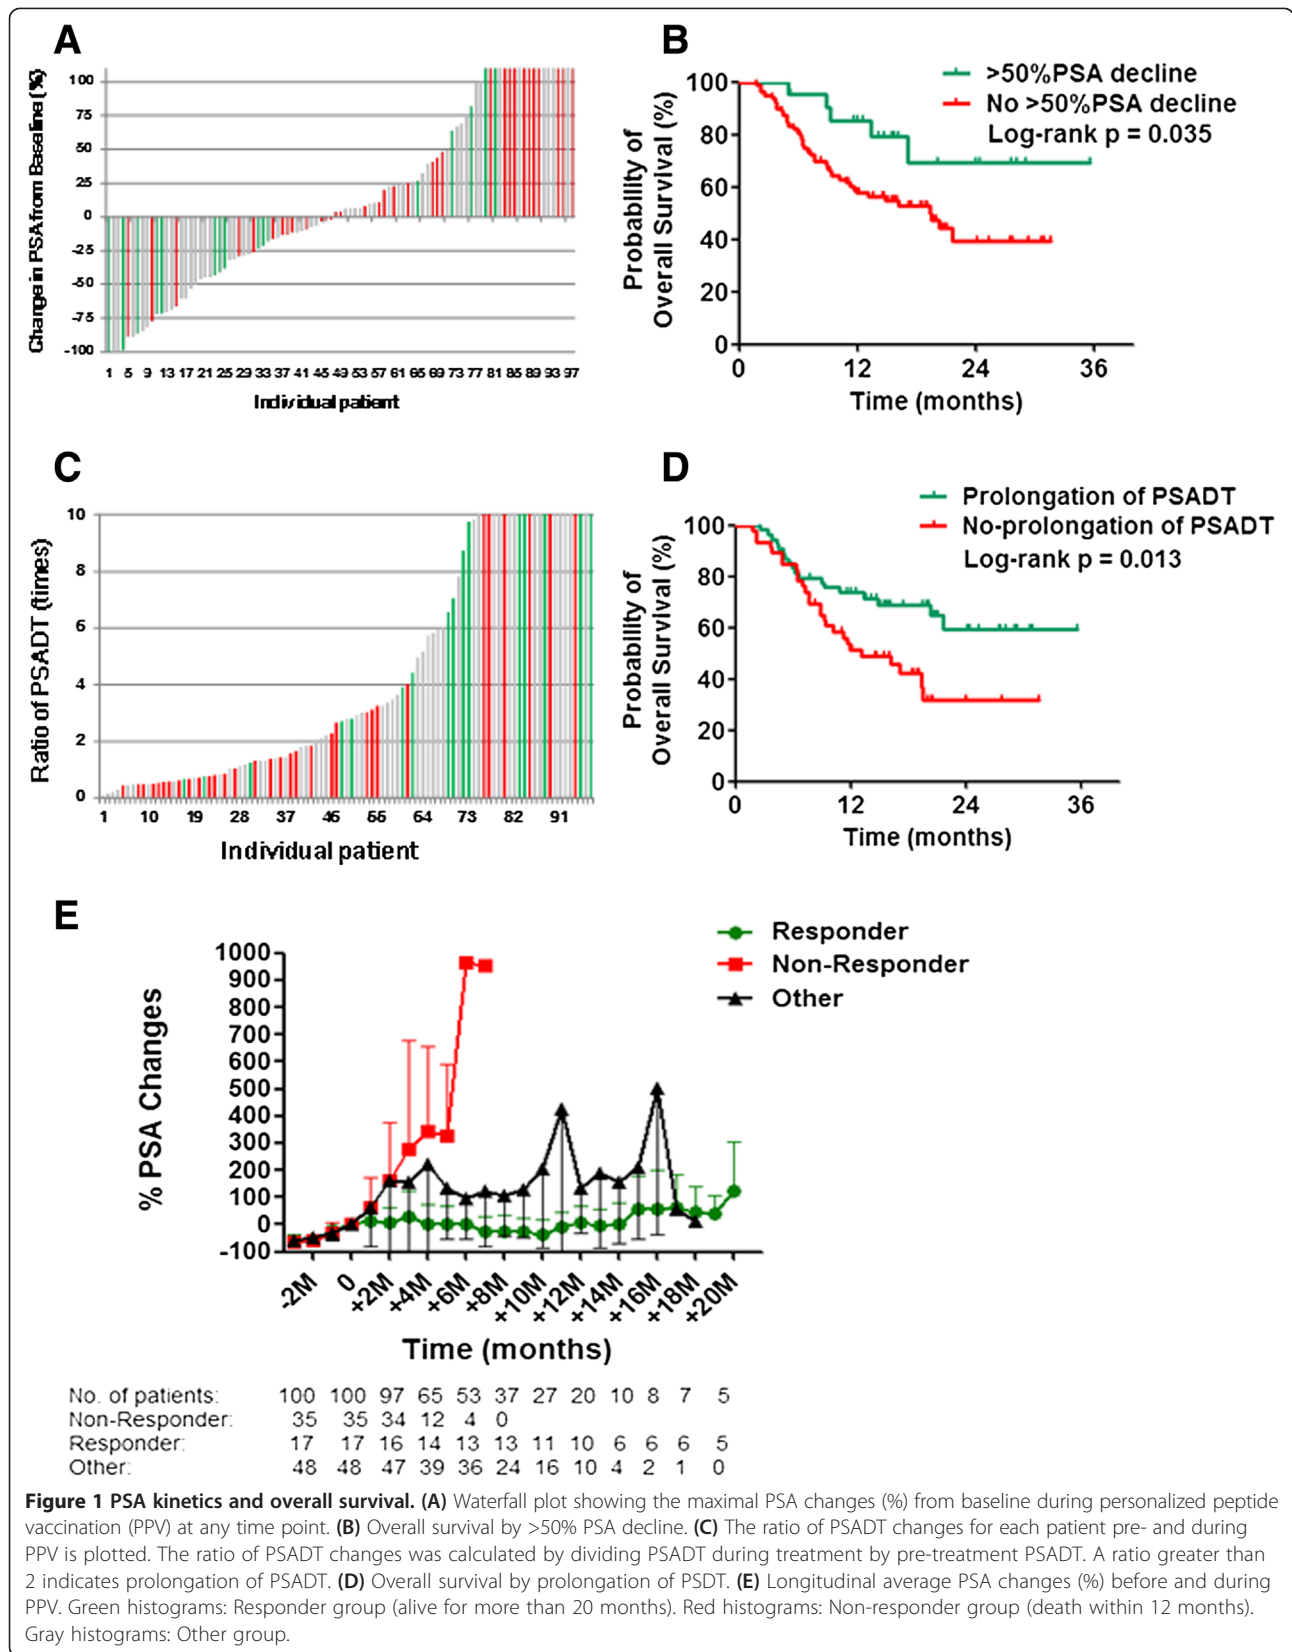 A
Change in PSA from Baseline (%)
100
75
50
25
0
-25
-50
-75
-100
1 5 9 13 17 21 25 29 33 37 41 45 49 53 57 61 65 69 73 77 81 85 89 93 97
Individual patient
B
>50%PSA decline
No >50%PSA decline
Log-rank p = 0.035
Probability of
Overall Survival (%)
100
80
60
40
20
0
0 12 24 36
Time (months)
C
Ratio of PSADT (times)
10
8
6
4
2
0
1 10 19 28 37 46 55 64 73 82 91
Individual patient
D
Prolongation of PSADT
No-prolongation of PSADT
Log-rank p = 0.013
Probability of
Overall Survival (%)
100
80
60
40
20
0
0 12 24 36
Time (months)
E
Responder
Non-Responder
Other
% PSA Changes
1000
900
800
700
600
500
400
300
200
100
0
-100
-2M 0 +2M +4M +6M +8M +10M +12M +14M +16M +18M +20M
Time (months)
No. of patients: 100 100 97 65 53 37 27 20 10 8 7 5
Non-Responder: 35 35 34 12 4 0
Responder: 17 17 16 14 13 13 11 10 6 6 6 5
Other: 48 48 47 39 36 24 16 10 4 2 1 0
Figure 1 PSA kinetics and overall survival. (A) Waterfall plot showing the maximal PSA changes (%) from baseline during personalized peptide
vaccination (PPV) at any time point. (B) Overall survival by >50% PSA decline. (C) The ratio of PSADT changes for each patient pre- and during
PPV is plotted. The ratio of PSADT changes was calculated by dividing PSADT during treatment by pre-treatment PSADT. A ratio greater than
2 indicates prolongation of PSADT. (D) Overall survival by prolongation of PSDT. (E) Longitudinal average PSA changes (%) before and during
PPV. Green histograms: Responder group (alive for more than 20 months). Red histograms: Non-responder group (death within 12 months).
Gray histograms: Other group.